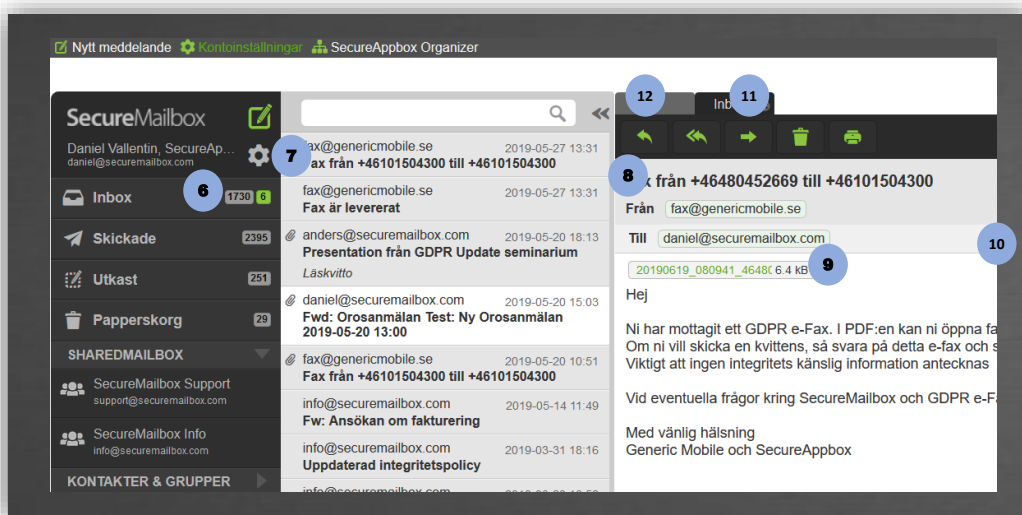 Nytt meddelande Kontoinställningar SecureAppbox Organizer
SecureMailbox
Daniel Vallentin, SecureAp...
daniel@securemailbox.com
6
Inbox 1730 6
Skickade 2395
Utkast 251
Papperskorg 29
SHAREDMAILBOX
SecureMailbox Support
support@securemailbox.com
SecureMailbox Info
info@securemailbox.com
KONTAKTER & GRUPPER
7
fax@genericmobile.se 2019-05-27 13:31
Fax från +46101504300 till +46101504300
fax@genericmobile.se 2019-05-27 13:31
Fax är levererat
anders@securemailbox.com 2019-05-20 18:13
Presentation från GDPR Update seminarium
Läskvitto
daniel@securemailbox.com 2019-05-20 15:03
Fwd: Orosanmälan Test: Ny Orosanmälan
2019-05-20 13:00
fax@genericmobile.se 2019-05-20 10:51
Fax från +46101504300 till +46101504300
info@securemailbox.com 2019-05-14 11:49
Fw: Ansökan om fakturering
info@securemailbox.com 2019-03-31 18:16
Uppdaterad integritetspolicy
12
11
8
från +46480452669 till +46101504300
Från fax@genericmobile.se
Till daniel@securemailbox.com
10
20190619_080941_46480 6.4 kB
9
Hej
Ni har mottagit ett GDPR e-Fax. I PDF:en kan ni öppna
Om ni vill skicka en kvittens, så svara på detta e-fax och
Viktigt att ingen integritets känslig information antecknas
Vid eventuella frågor kring SecureMailbox och GDPR
Med vänlig hälsning
Generic Mobile och SecureAppbox